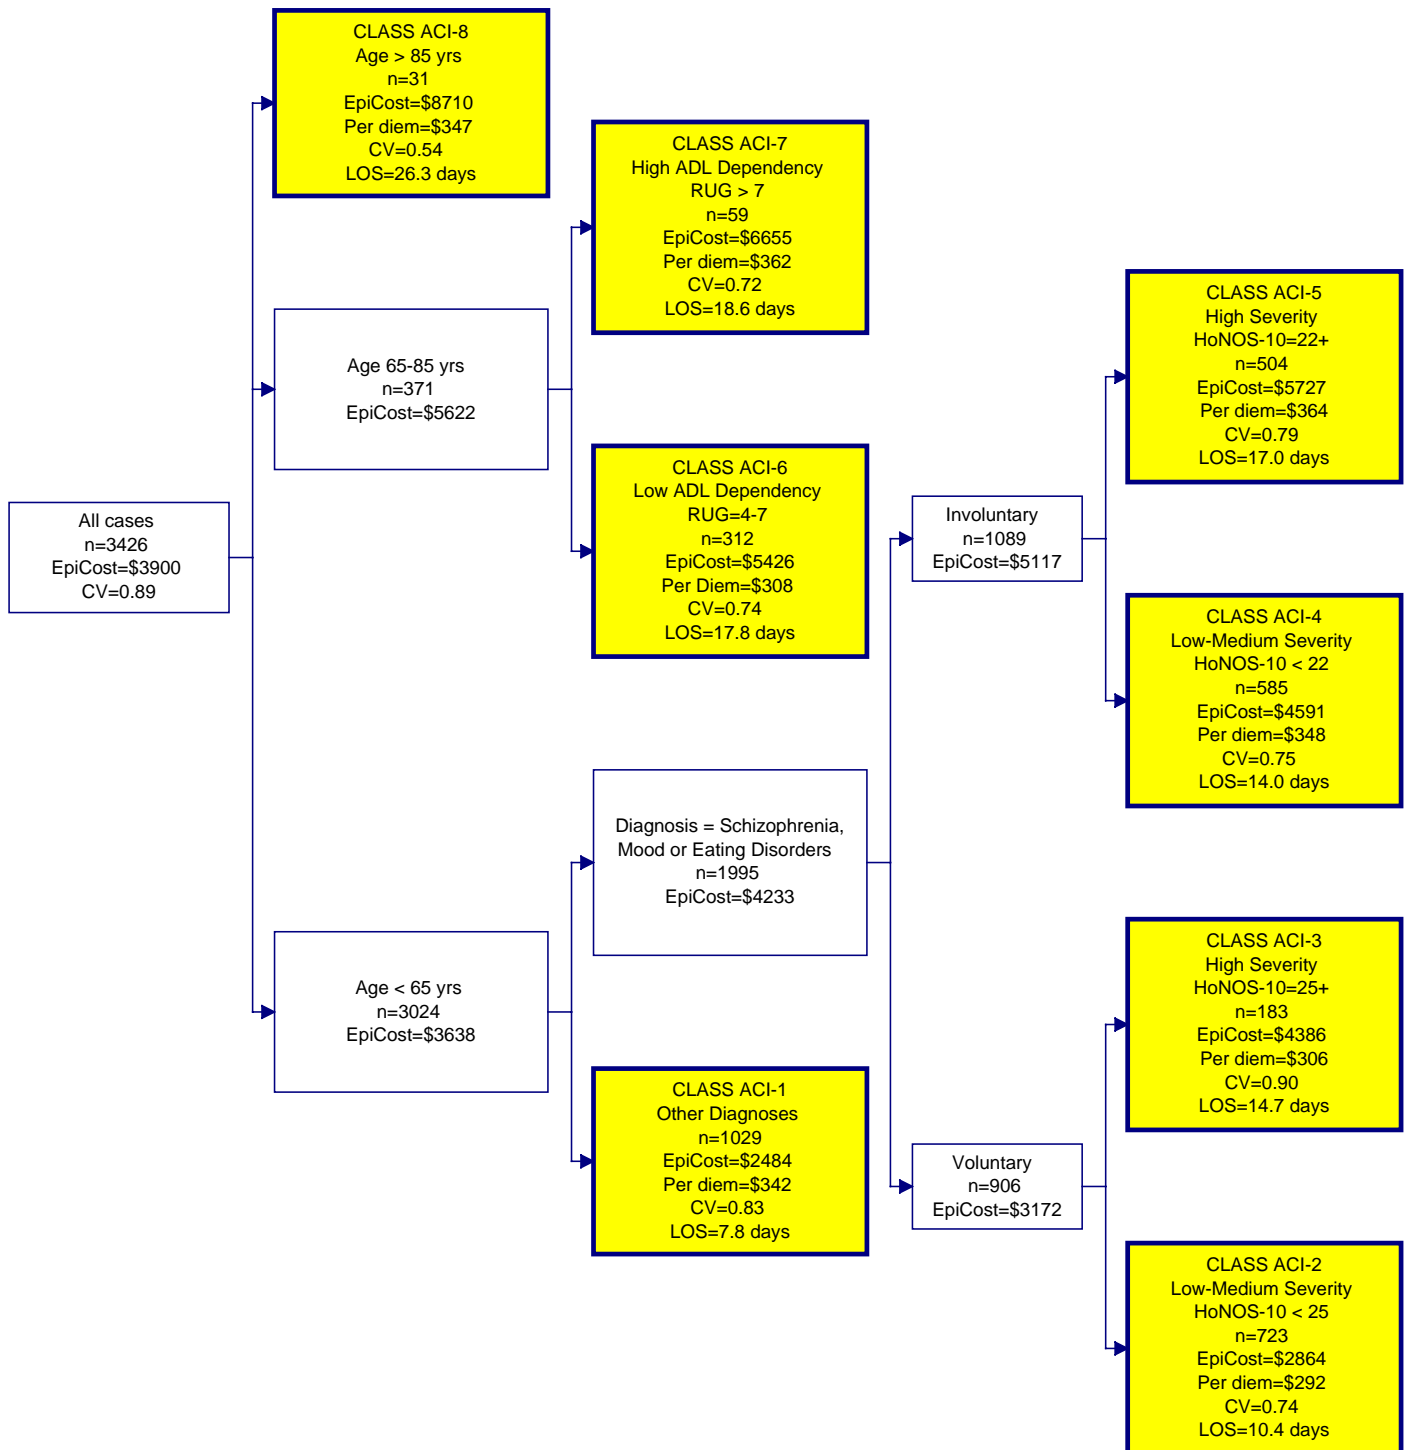 CLASS ACI-8
Age > 85 yrs
n=31
EpiCost=$8710
Per diem=$347
CV=0.54
LOS=26.3 days
CLASS ACI-7
High ADL Dependency
RUG > 7
n=59
EpiCost=$6655
Per diem=$362
CV=0.72
LOS=18.6 days
CLASS ACI-5
High Severity
HoNOS-10=22+
n=504
EpiCost=$5727
Per diem=$364
CV=0.79
LOS=17.0 days
Age 65-85 yrs
n=371
EpiCost=$5622
CLASS ACI-6
Low ADL Dependency
RUG=4-7
n=312
EpiCost=$5426
Per Diem=$308
CV=0.74
LOS=17.8 days
All cases
n=3426
EpiCost=$3900
CV=0.89
Involuntary
n=1089
EpiCost=$5117
CLASS ACI-4
Low-Medium Severity
HoNOS-10 < 22
n=585
EpiCost=$4591
Per diem=$348
CV=0.75
LOS=14.0 days
Diagnosis = Schizophrenia,
Mood or Eating Disorders
n=1995
EpiCost=$4233
CLASS ACI-3
High Severity
HoNOS-10=25+
n=183
EpiCost=$4386
Per diem=$306
CV=0.90
LOS=14.7 days
Age < 65 yrs
n=3024
EpiCost=$3638
CLASS ACI-1
Other Diagnoses
n=1029
EpiCost=$2484
Per diem=$342
CV=0.83
LOS=7.8 days
Voluntary
n=906
EpiCost=$3172
CLASS ACI-2
Low-Medium Severity
HoNOS-10 < 25
n=723
EpiCost=$2864
Per diem=$292
CV=0.74
LOS=10.4 days